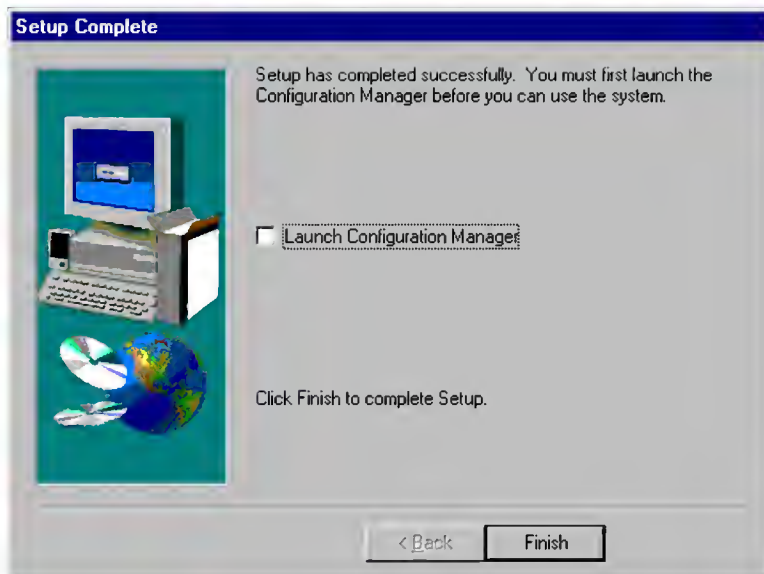 Setup Complete
Setup has completed successfully. You must first launch the
Configuration Manager before you can use the system.
Launch Configuration Manager
Click Finish to complete Setup.
< Back
Finish